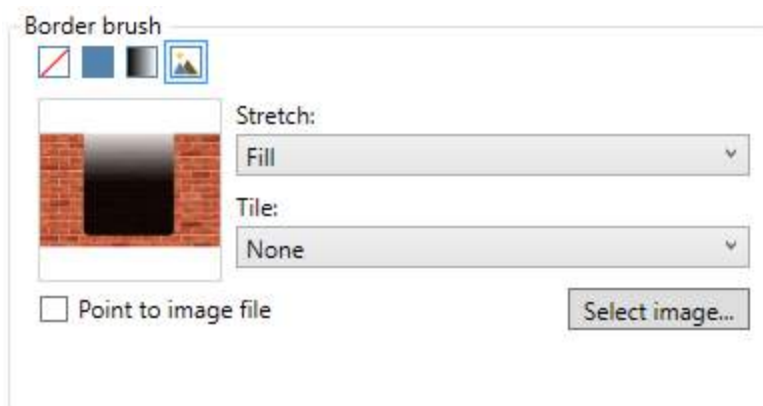 Border brush
Stretch:
Fill
Tile:
None
Point to image file
Select image...